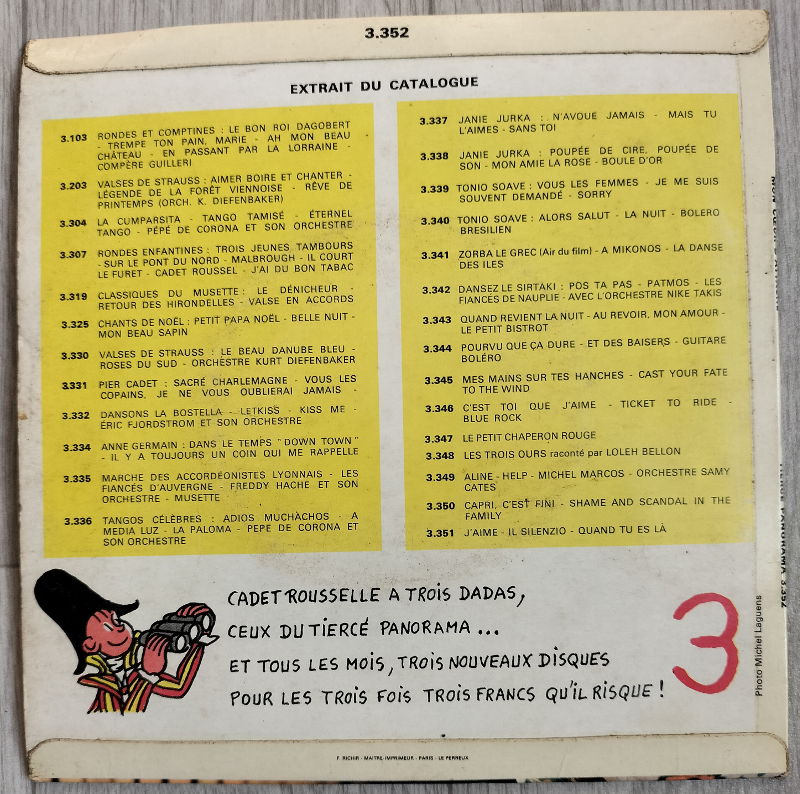 3.352
EXTRAIT DU CATALOGUE
3.103 RONDES ET COMPTINES : LE BON ROI DAGOBERT
- TREMPE TON PAIN, MARIE - AH MON BEAU
CHÂTEAU - EN PASSANT PAR LA LORRAINE -
COMPÈRE GUILLERI
3.203 VALSES DE STRAUSS : AIMER BOIRE ET CHANTER -
LÉGENDE DE LA FORÊT VIENNOISE - RÊVE DE
PRINTEMPS (ORCH. K. DIEFENBAKER)
3.304 LA CUMPARSITA - TANGO TAMISÉ - ÉTERNEL
TANGO - PÉPÉ DE CORONA ET SON ORCHESTRE
3.307 RONDES ENFANTINES : TROIS JEUNES TAMBOURS
- SUR LE PONT DU NORD - MALBROUGH - IL COURT
LE FURET - CADET ROUSSEL - J'AI DU BON TABAC
3.319 CLASSIQUES DU MUSETTE : LE DÉNICHEUR -
RETOUR DES HIRONDELLES - VALSE EN ACCORDS
3.325 CHANTS DE NOËL : PETIT PAPA NOËL - BELLE NUIT -
MON BEAU SAPIN
3.330 VALSES DE STRAUSS : LE BEAU DANUBE BLEU -
ROSES DU SUD - ORCHESTRE KURT DIEFENBAKER
3.331 PIER CADET : SACRÉ CHARLEMAGNE - VOUS LES
COPAINS, JE NE VOUS OUBLIERAI JAMAIS -
3.332 DANSONS LA BOSTELLA - LETKISS - KISS ME -
ÉRIC FJORDSTROM ET SON ORCHESTRE
3.334 ANNE GERMAIN : DANS LE TEMPS "DOWN TOWN"
- IL Y A TOUJOURS UN COIN QUI ME RAPPELLE
3.335 MARCHE DES ACCORDÉONISTES LYONNAIS - LES
FIANCÉS D'AUVERGNE - FREDDY HACHE ET SON
ORCHESTRE - MUSETTE
3.336 TANGOS CÉLÈBRES : ADIOS MUCHACHOS - A
MEDIA LUZ - LA PALOMA - PEPE DE CORONA ET
SON ORCHESTRE
3.337 JANIE JURKA : N'AVOUE JAMAIS - MAIS TU
L'AIMES - SANS TOI
3.338 JANIE JURKA : POUPÉE DE CIRE, POUPÉE DE
SON - MON AMIE LA ROSE - BOULE D'OR
3.339 TONIO SOAVE : VOUS LES FEMMES - JE ME SUIS
SOUVENT DEMANDÉ - SORRY
3.340 TONIO SOAVE : ALORS SALUT - LA NUIT - BOLERO
BRESILIEN
3.341 ZORBA LE GREC (Air du film) - A MIKONOS - LA DANSE
DES ILES
3.342 DANSEZ LE SIRTAKI : POS TA PAS - PATMOS - LES
FIANCÉS DE NAUPLIE - AVEC L'ORCHESTRE NIKE TAKIS
3.343 QUAND REVIENT LA NUIT - AU REVOIR, MON AMOUR -
LE PETIT BISTROT
3.344 POURVU QUE ÇA DURE - ET DES BAISERS - GUITARE
BOLÉRO
3.345 MES MAINS SUR TES HANCHES - CAST YOUR FATE
TO THE WIND
3.346 C'EST TOI QUE J'AIME - TICKET TO RIDE -
BLUE ROCK
3.347 LE PETIT CHAPERON ROUGE
3.348 LES TROIS OURS raconté par LOLEH BELLON
3.349 ALINE - HELP - MICHEL MARCOS - ORCHESTRE SAMY
CATES
3.350 CAPRI, C'EST FINI - SHAME AND SCANDAL IN THE
FAMILY
3.351 J'AIME - IL SILENZIO - QUAND TU ES LÀ
CADET ROUSSELLE A TROIS DADAS,
CEUX DU TIERCÉ PANORAMA...
ET TOUS LES MOIS, TROIS NOUVEAUX DISQUES
POUR LES TROIS FOIS TROIS FRANCS QU'IL RISQUE !
3
Photo Michel Laguens
PANORAMA 3.352
F. RICHIR - MAITRE-IMPRIMEUR - PARIS - LE PERREUX